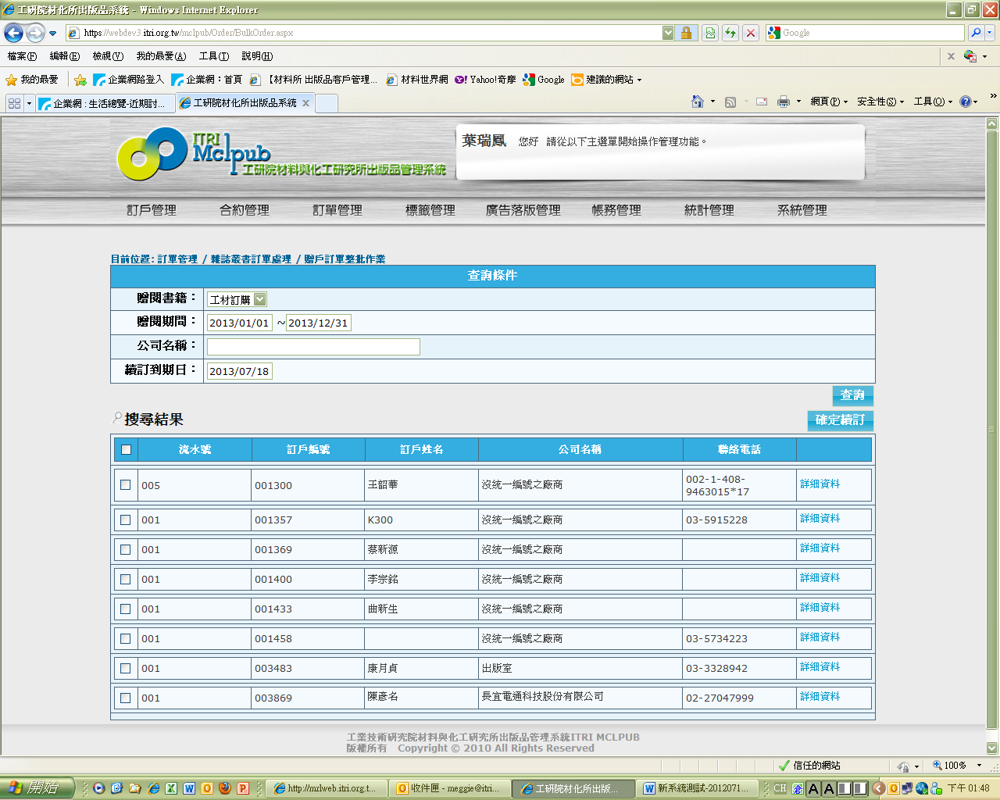 工研院材化所出版品系統 - Windows Internet Explorer
https://webdev3.itri.org.tw/mclpub/Order/BulkOrder.aspx
Google
檔案(F) 編輯(E) 檢視(V) 我的最愛(A) 工具(T) 說明(H)
我的最愛 企業網路登入 企業網：首頁 【材料所 出版品客戶管理... 材料世界網 Yahoo!奇摩 Google 建議的網站
企業網 : 生活總覽-近期討... 工研院材化所出版品系統 網頁(P) 安全性(S) 工具(O)
ITRI
Mclpub
工研院材料與化工研究所出版品管理系統
葉瑞鳳 您好 請從以下主選單開始操作管理功能。
訂戶管理 合約管理 訂單管理 標籤管理 廣告落版管理 帳務管理 統計管理 系統管理
目前位置: 訂單管理 / 雜誌叢書訂單處理 / 贈戶訂單整批作業
查詢條件
贈閱書籍： 工材訂購
贈閱期間： 2013/01/01 ~ 2013/12/31
公司名稱：
續訂到期日： 2013/07/18
查詢
搜尋結果
確定續訂
流水號 訂戶編號 訂戶姓名 公司名稱 聯絡電話
005 001300 王韶華 沒統一編號之廠商 002-1-408-9463015*17 詳細資料
001 001357 K300 沒統一編號之廠商 03-5915228 詳細資料
001 001369 蔡新源 沒統一編號之廠商 詳細資料
001 001400 李宗銘 沒統一編號之廠商 詳細資料
001 001433 曲新生 沒統一編號之廠商 詳細資料
001 001458 沒統一編號之廠商 03-5734223 詳細資料
001 003483 康月貞 出版室 03-3328942 詳細資料
001 003869 陳彥名 長宜電通科技股份有限公司 02-27047999 詳細資料
工業技術研究院材料與化工研究所出版品管理系統ITRI MCLPUB
版權所有 Copyright © 2010 All Rights Reserved
信任的網站 100%
開始 http://mrlweb.itri.org.t... 收件匣 - meggie@itri... 工研院材化所出版... 新系統測試-2012071... CH 下午 01:48